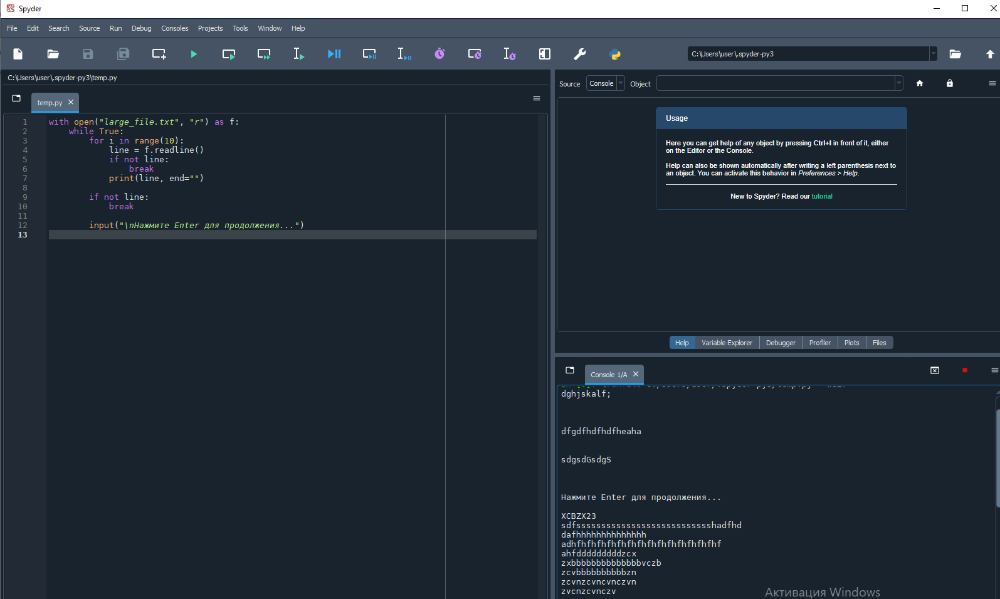 Spyder
File Edit Search Source Run Debug Consoles Projects Tools Window Help
C:\Users\user\.spyder-py3
C:\Users\user\.spyder-py3\temp.py
temp.py
1 with open("large_file.txt", "r") as f:
2 while True:
3 for i in range(10):
4 line = f.readline()
5 if not line:
6 break
7 print(line, end="")
8
9 if not line:
10 break
11
12 input("\nНажмите Enter для продолжения...")
13
Source Console Object
Usage
Here you can get help of any object by pressing Ctrl+I in front of it, either
on the Editor or the Console.
Help can also be shown automatically after writing a left parenthesis next to
an object. You can activate this behavior in Preferences > Help.
New to Spyder? Read our tutorial
Help Variable Explorer Debugger Profiler Plots Files
Console 1/A
dghjskalf;
dfgdfhdfhdfheaha
sdgsdGsdgS
Нажмите Enter для продолжения...
XCBZX23
sdfssssssssssssssssssssssssssshadfhd
dafhhhhhhhhhhhhhh
adhfhfhfhfhfhfhfhfhfhfhfhfhfhfhf
ahfdddddddddzcx
zxbbbbbbbbbbbbbbvczb
zcvbbbbbbbbbbzn
zcvnzcvncvnczvn
zvcnzcvnczv
Активация Windows